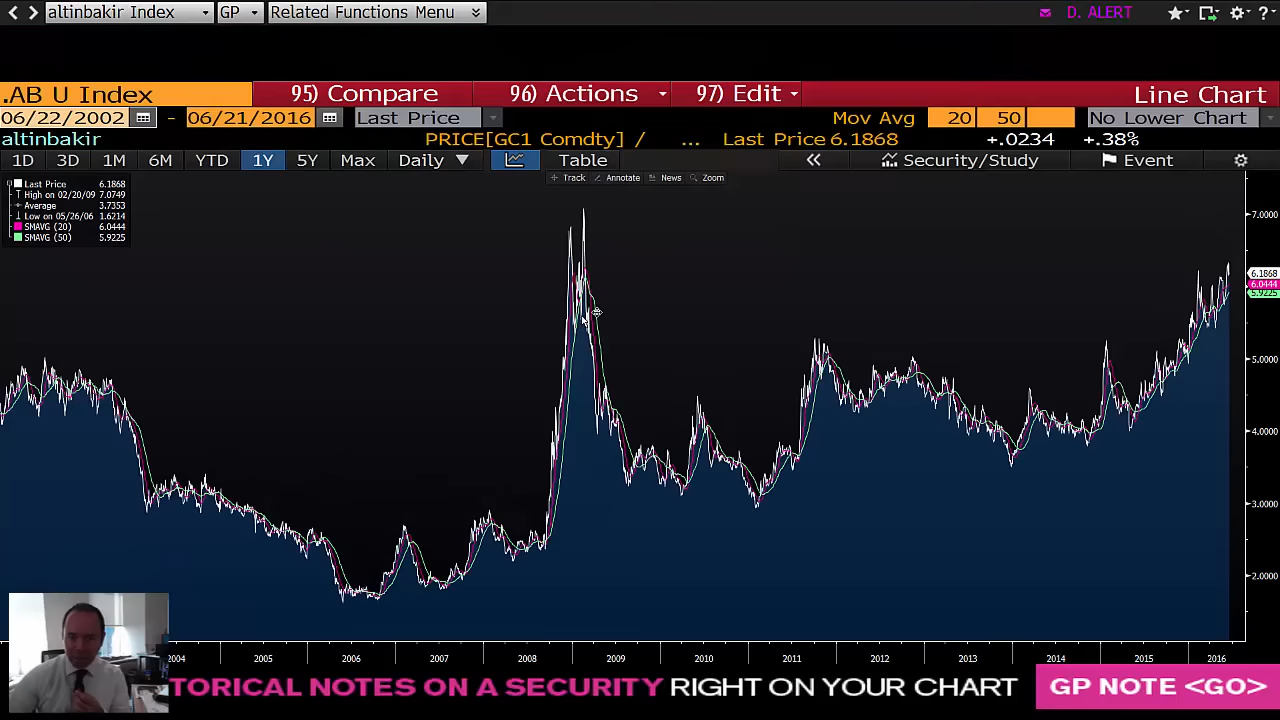 altinbakir Index GP Related Functions Menu D. ALERT ?
.AB U Index 95) Compare 96) Actions 97) Edit Line Chart
06/22/2002 - 06/21/2016 Last Price Mov Avg 20 50 No Lower Chart
altinbakir PRICE[GC1 Comdty] / ... Last Price 6.1868 +.0234 +.38%
1D 3D 1M 6M YTD 1Y 5Y Max Daily Table Security/Study Event
Track Annotate News Zoom
Last Price 6.1868
High on 02/20/09 7.0749
Average 3.7353
Low on 05/26/06 1.6214
SMAVG (20) 6.0444
SMAVG (50) 5.9225
7.0000
6.1868
6.0444
5.9225
5.0000
4.0000
3.0000
2.0000
2004 2005 2006 2007 2008 2009 2010 2011 2012 2013 2014 2015 2016
TORICAL NOTES ON A SECURITY RIGHT ON YOUR CHART GP NOTE <GO>